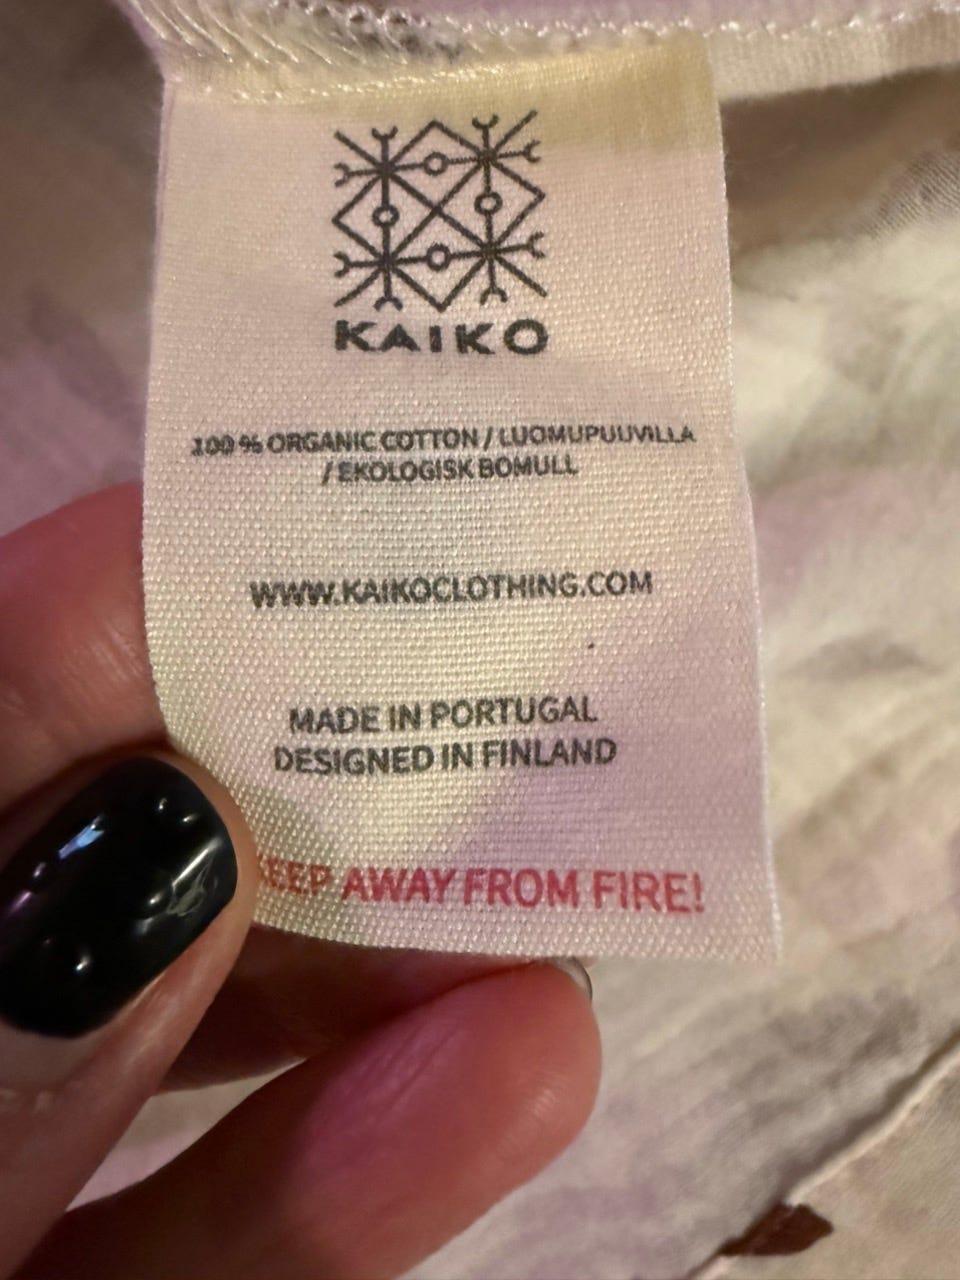 KAIKO
100 % ORGANIC COTTON / LUOMUPUUVILLA
/ EKOLOGISK BOMULL
WWW.KAIKOCLOTHING.COM
MADE IN PORTUGAL
DESIGNED IN FINLAND
EEP AWAY FROM FIRE!